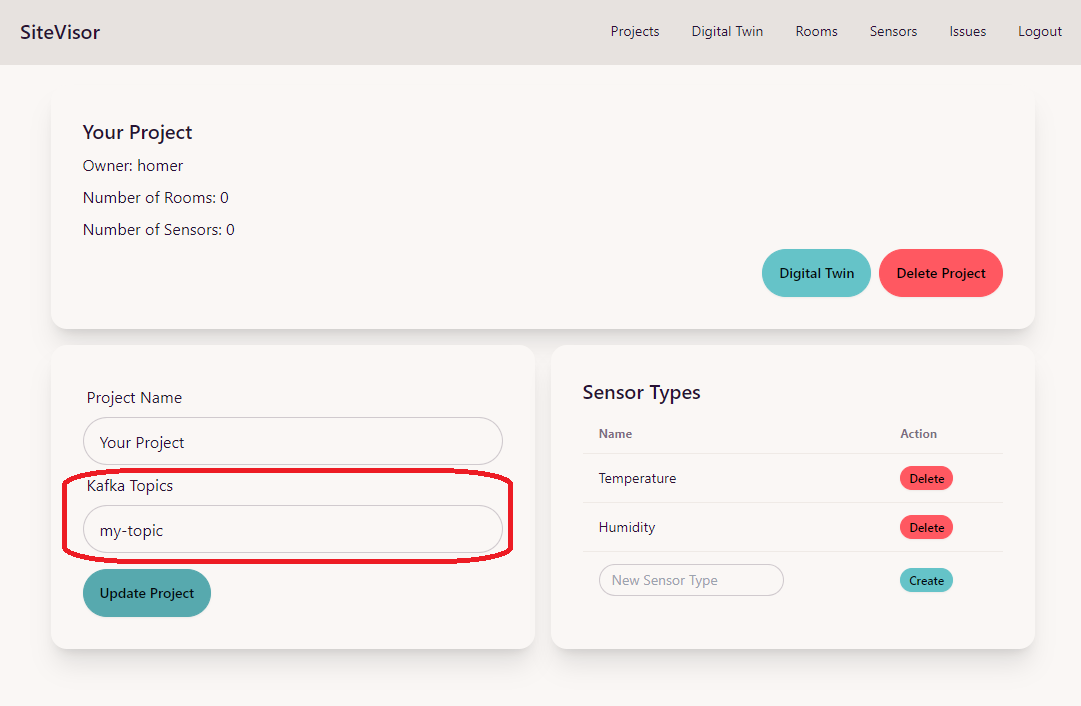 SiteVisor
Projects Digital Twin Rooms Sensors Issues Logout
Your Project
Owner: homer
Number of Rooms: 0
Number of Sensors: 0
Digital Twin Delete Project
Project Name
Your Project
Kafka Topics
my-topic
Update Project
Sensor Types
Name Action
Temperature Delete
Humidity Delete
New Sensor Type Create